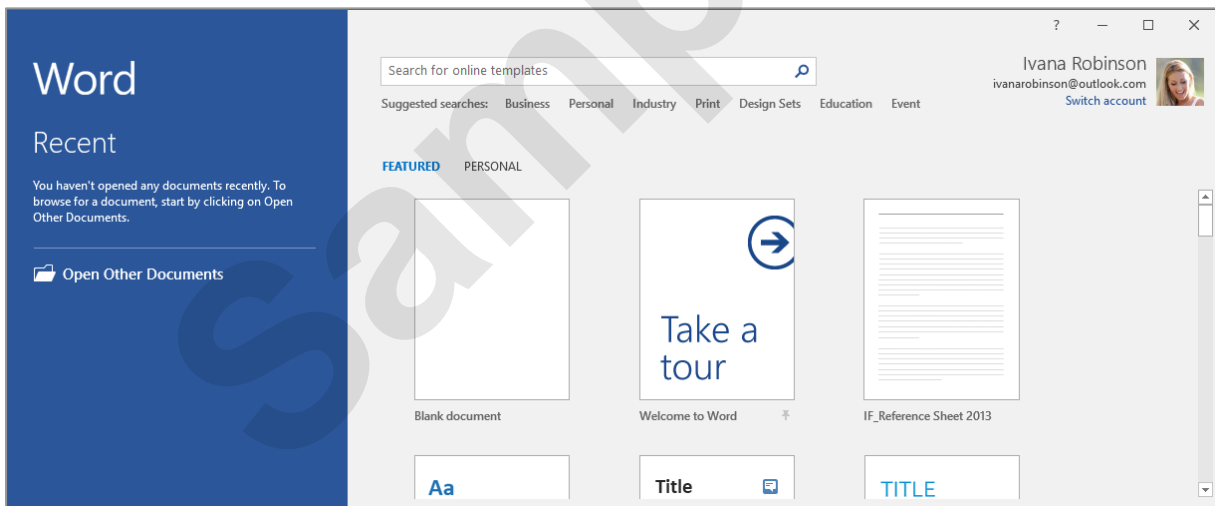 ?
Word
Search for online templates
Ivana Robinson
ivanarobinson@outlook.com
Switch account
Suggested searches: Business Personal Industry Print Design Sets Education Event
Recent
You haven't opened any documents recently. To
browse for a document, start by clicking on Open
Other Documents.
Open Other Documents
FEATURED PERSONAL
Take a
tour
Blank document
Welcome to Word
IF_Reference Sheet 2013
Aa
Title
TITLE
Samp